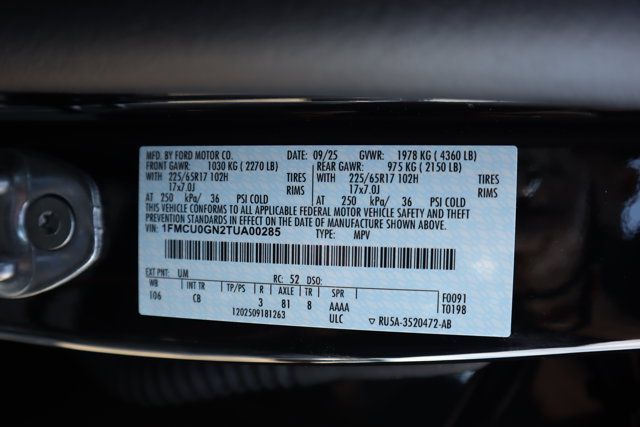 MFD. BY FORD MOTOR CO. DATE: 09/25 GVWR: 1978 KG ( 4360 LB)
FRONT GAWR: 1030 KG ( 2270 LB) REAR GAWR: 975 KG ( 2150 LB)
WITH 225/65R17 102H TIRES WITH 225/65R17 102H TIRES
17x7.0J RIMS 17x7.0J RIMS
AT 250 kPa/ 36 PSI COLD AT 250 kPa/ 36 PSI COLD
THIS VEHICLE CONFORMS TO ALL APPLICABLE FEDERAL MOTOR VEHICLE SAFETY AND THEFT
PREVENTION STANDARDS IN EFFECT ON THE DATE OF MANUFACTURE SHOWN ABOVE.
VIN: 1FMCU0GN2TUA00285 TYPE: MPV
EXT PNT: UM RC: 52 DSO:
WB INT TR TP/PS R AXLE TR SPR F0091
106 CB 3 81 8 AAAA T0198
1202509181263 ULC ▽ RU5A-3520472-AB